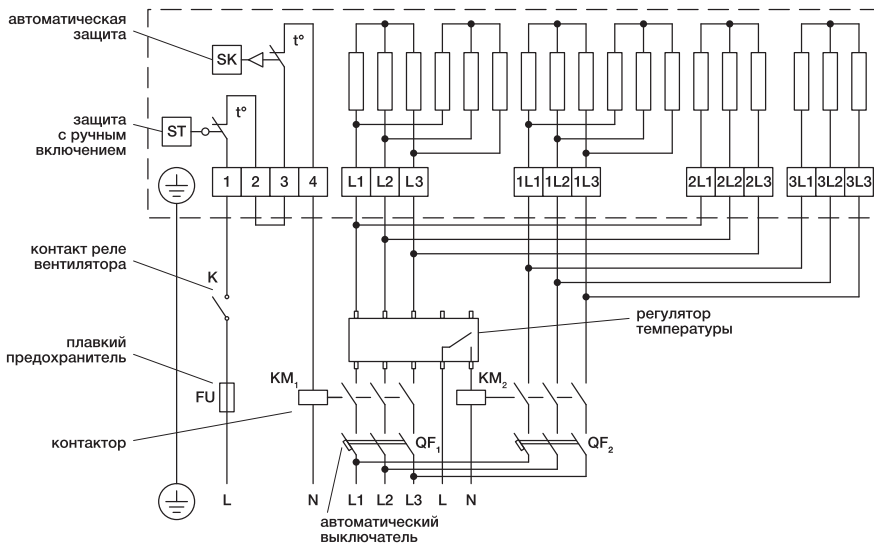 автоматическая
защита
SK
t°
защита
с ручным
включением
ST
t°
1 2 3 4
L1 L2 L3
1L1 1L2 1L3
2L1 2L2 2L3
3L1 3L2 3L3
контакт реле
вентилятора
K
регулятор
температуры
плавкий
предохранитель
FU
KM1
KM2
контактор
QF1
QF2
L N L1 L2 L3 L N
автоматический
выключатель